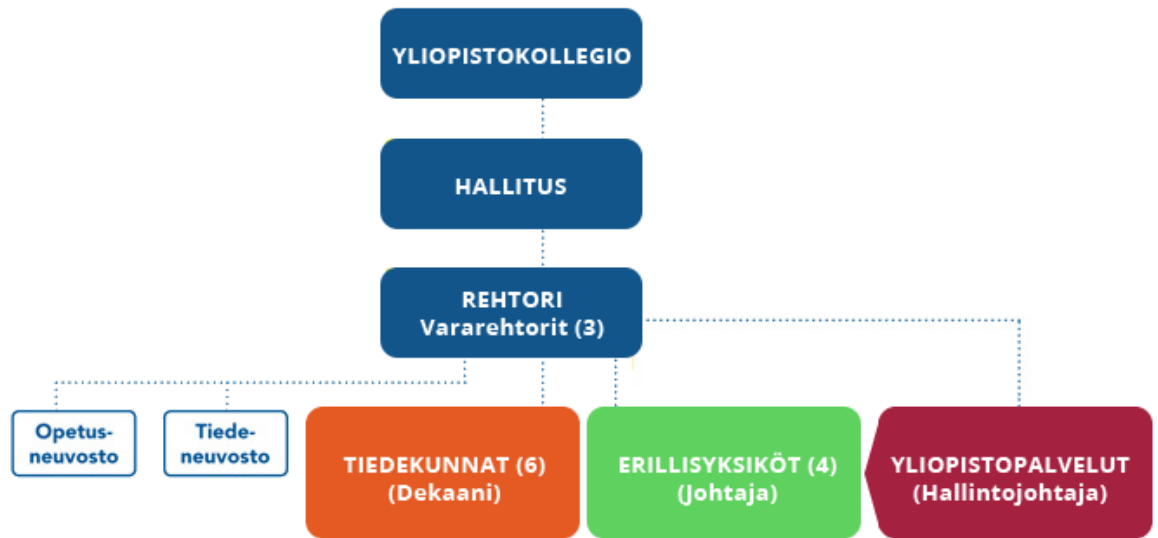 YLIOPISTOKOLLEGIO
HALLITUS
REHTORI
Vararehtorit (3)
Opetus-
neuvosto
Tiede-
neuvosto
TIEDEKUNNAT (6)
(Dekaani)
ERILLISYKSIKÖT (4)
(Johtaja)
YLIOPISTOPALVELUT
(Hallintojohtaja)